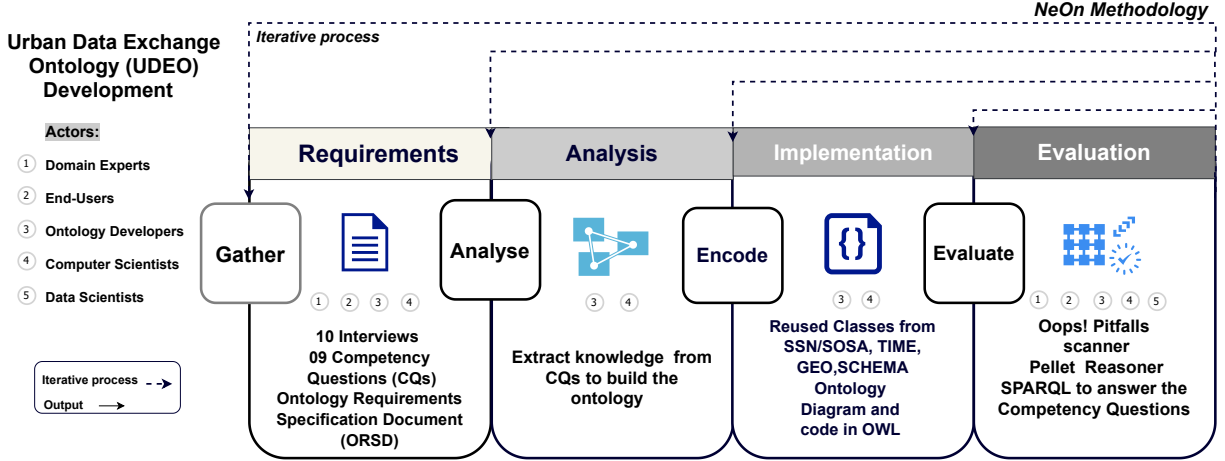 NeOn Methodology
Iterative process
Urban Data Exchange
Ontology (UDEO)
Development
Actors:
1 Domain Experts
2 End-Users
3 Ontology Developers
4 Computer Scientists
5 Data Scientists
Iterative process
Output
Requirements
Analysis
Implementation
Evaluation
Gather
Analyse
Encode
Evaluate
{}
1 2 3 4
10 Interviews
09 Competency
Questions (CQs)
Ontology Requirements
Specification Document
(ORSD)
3 4
Extract knowledge from
CQs to build the
ontology
3 4
Reused Classes from
SSN/SOSA, TIME,
GEO,SCHEMA
Ontology
Diagram and
code in OWL
1 2 3 4 5
Oops! Pitfalls
scanner
Pellet Reasoner
SPARQL to answer the
Competency Questions